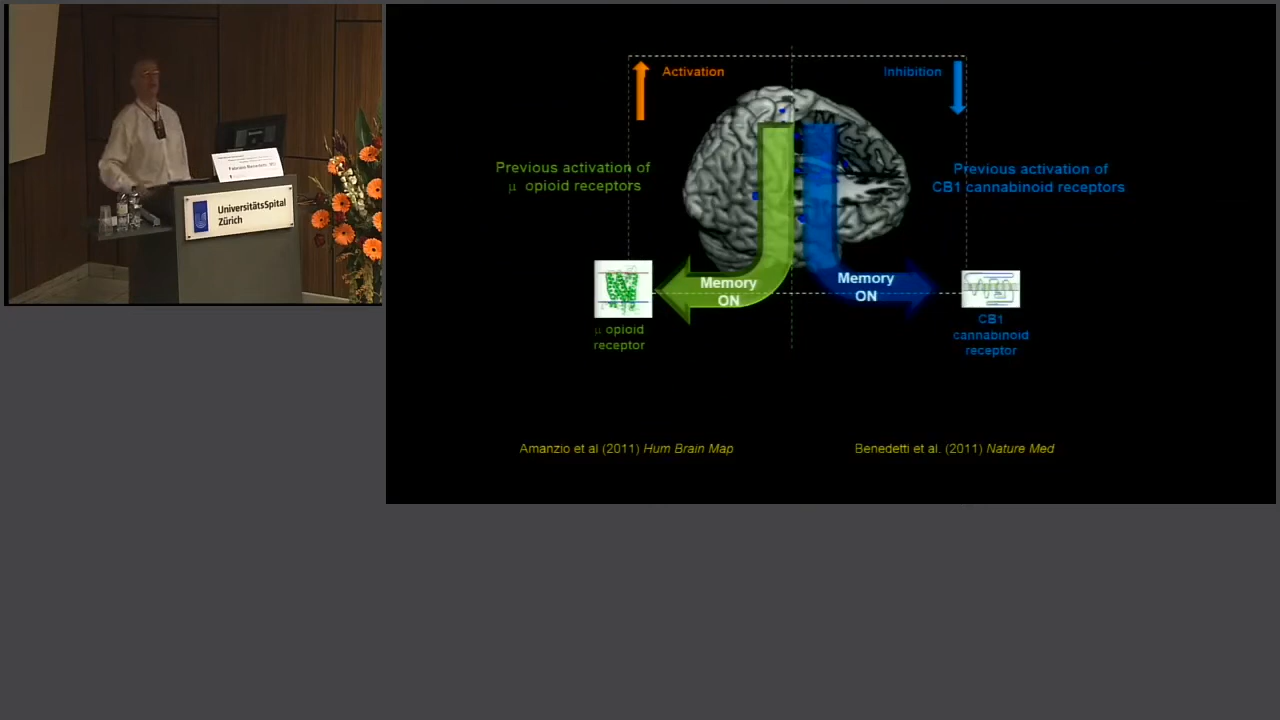 UniversitätsSpital
Zürich
Activation
Inhibition
Previous activation of
μ opioid receptors
Previous activation of
CB1 cannabinoid receptors
Memory
ON
Memory
ON
μ opioid
receptor
CB1
cannabinoid
receptor
Amanzio et al (2011) Hum Brain Map
Benedetti et al. (2011) Nature Med